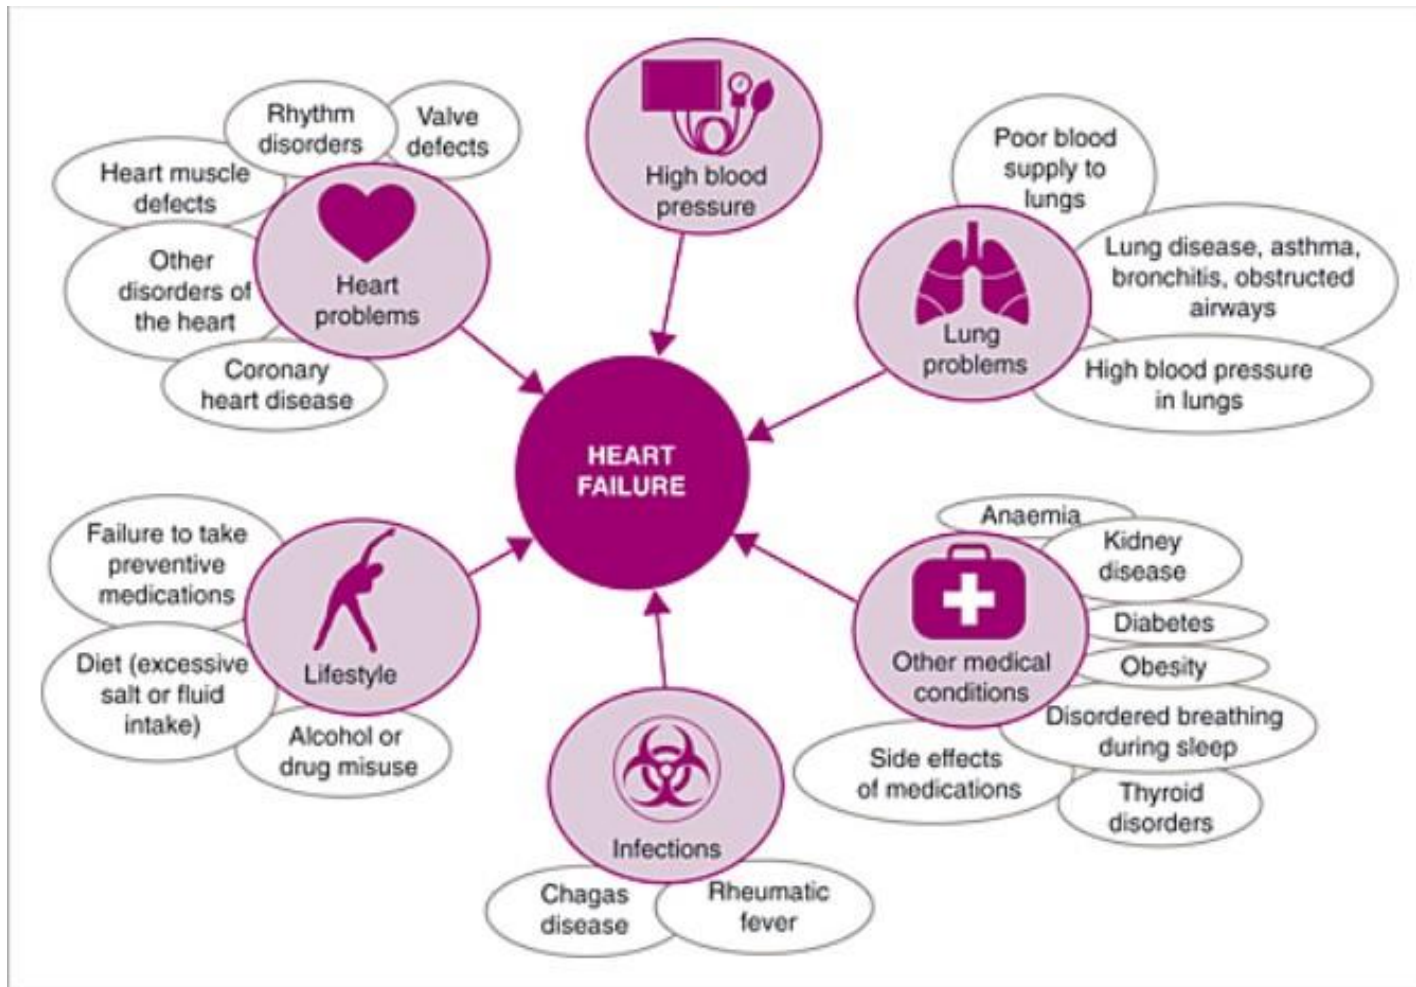 Rhythm
disorders
Valve
defects
Heart muscle
defects
Other
disorders of
the heart
Coronary
heart disease
Heart
problems
High blood
pressure
Poor blood
supply to
lungs
Lung disease, asthma,
bronchitis, obstructed
airways
High blood pressure
in lungs
Lung
problems
HEART
FAILURE
Failure to take
preventive
medications
Diet (excessive
salt or fluid
intake)
Alcohol or
drug misuse
Lifestyle
Infections
Chagas
disease
Rheumatic
fever
Anaemia
Kidney
disease
Diabetes
Obesity
Disordered breathing
during sleep
Thyroid
disorders
Side effects
of medications
Other medical
conditions